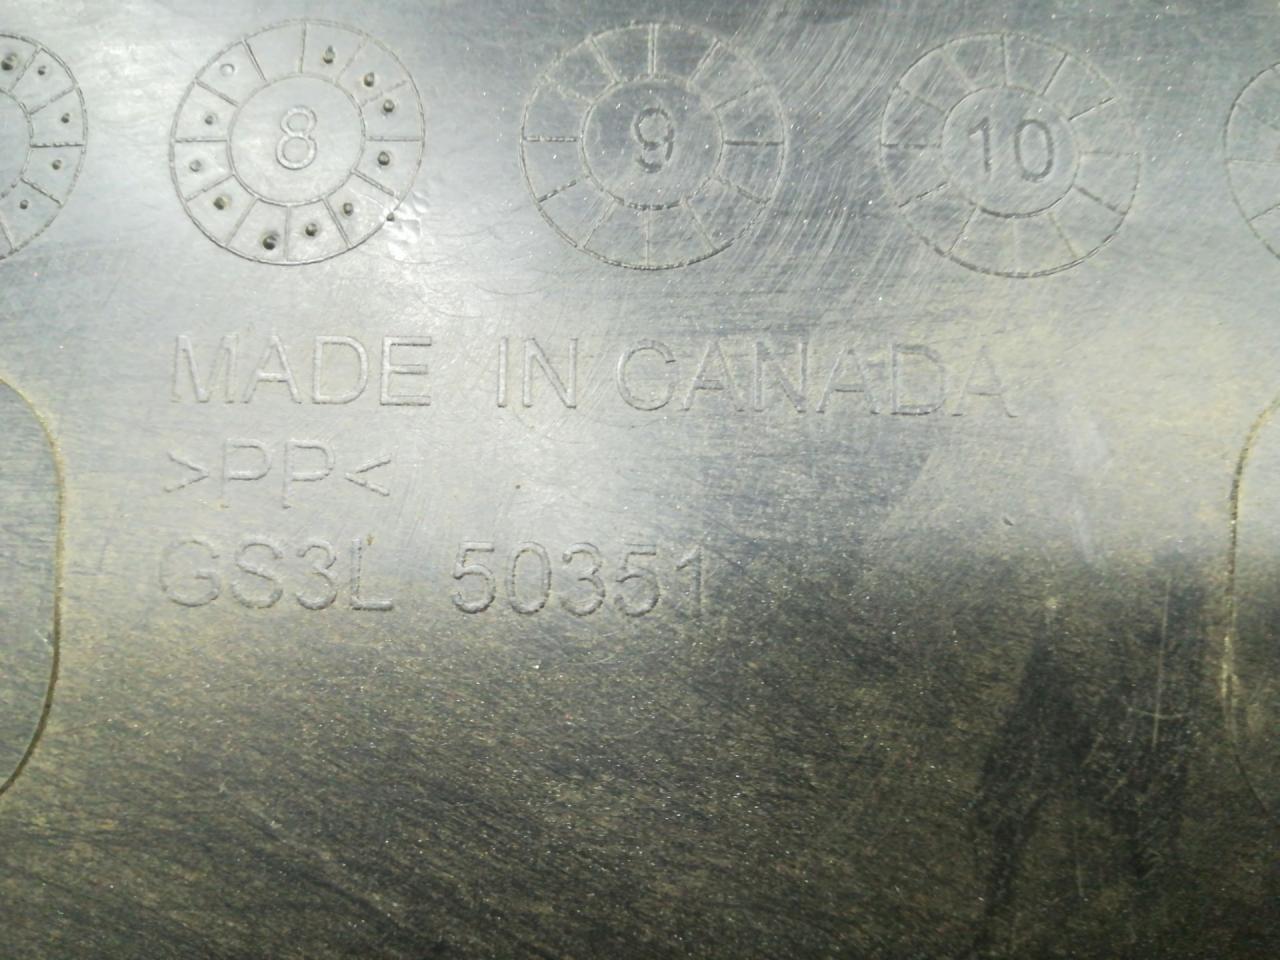 8 9 10
MADE IN CANADA
>PP<
GS3L 50351